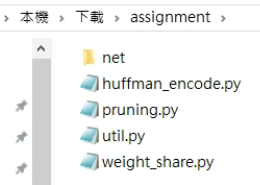 > 本機 > 下載 > assignment >
net
huffman_encode.py
pruning.py
util.py
weight_share.py